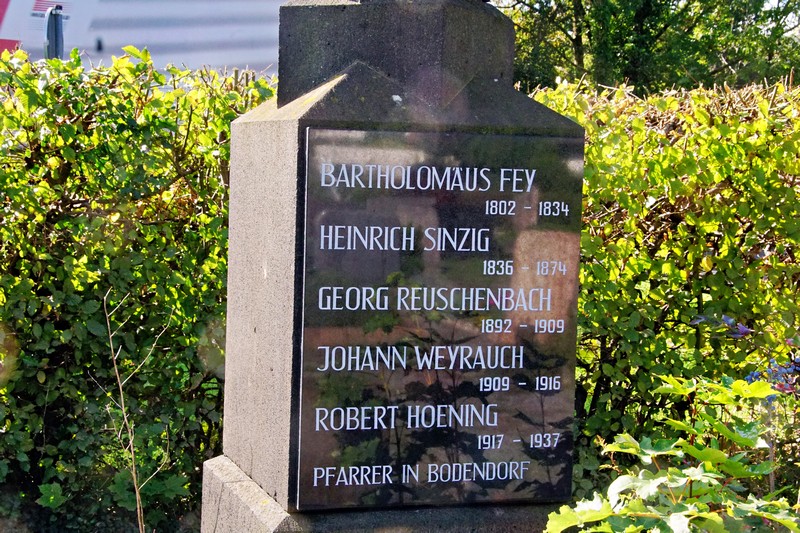 BARTHOLOMÄUS FEY
1802 - 1834
HEINRICH SINZIG
1836 - 1874
GEORG REUSCHENBACH
1892 - 1909
JOHANN WEYRAUCH
1909 - 1916
ROBERT HOENING
1917 - 1937
PFARRER IN BODENDORF